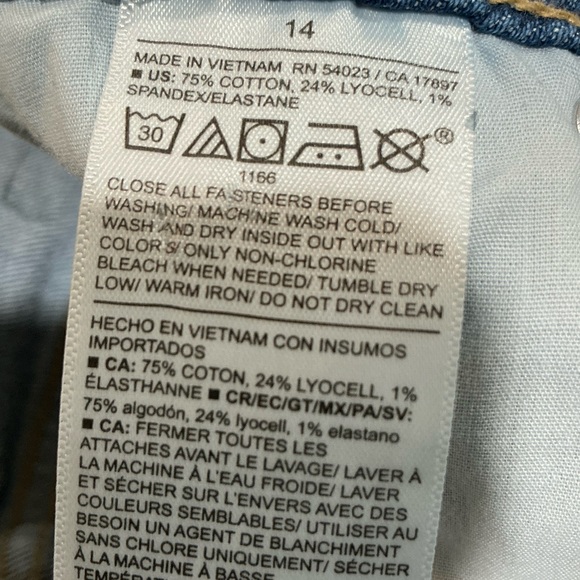 14
MADE IN VIETNAM RN 54023 / CA 17897
■ US: 75% COTTON, 24% LYOCELL, 1%
SPANDEX/ELASTANE
30 ®
1166
CLOSE ALL FASTENERS BEFORE
WASHING/ MACHINE WASH COLD/
WASH AND DRY INSIDE OUT WITH LIKE
COLORS/ ONLY NON-CHLORINE
BLEACH WHEN NEEDED/ TUMBLE DRY
LOW/ WARM IRON/ DO NOT DRY CLEAN
HECHO EN VIETNAM CON INSUMOS
IMPORTADOS
■ CA: 75% COTON, 24% LYOCELL, 1%
ÉLASTHANNE ■ CR/EC/GT/MX/PA/SV:
75% algodón, 24% lyocell, 1% elastano
■ CA: FERMER TOUTES LES
ATTACHES AVANT LE LAVAGE/ LAVER À
LA MACHINE À L'EAU FROIDE/ LAVER
ET SÉCHER SUR L'ENVERS AVEC DES
COULEURS SEMBLABLES/ UTILISER AU
BESOIN UN AGENT DE BLANCHIMENT
SANS CHLORE UNIQUEMENT/ SÉCHER
À LA MACHINE À BASSE